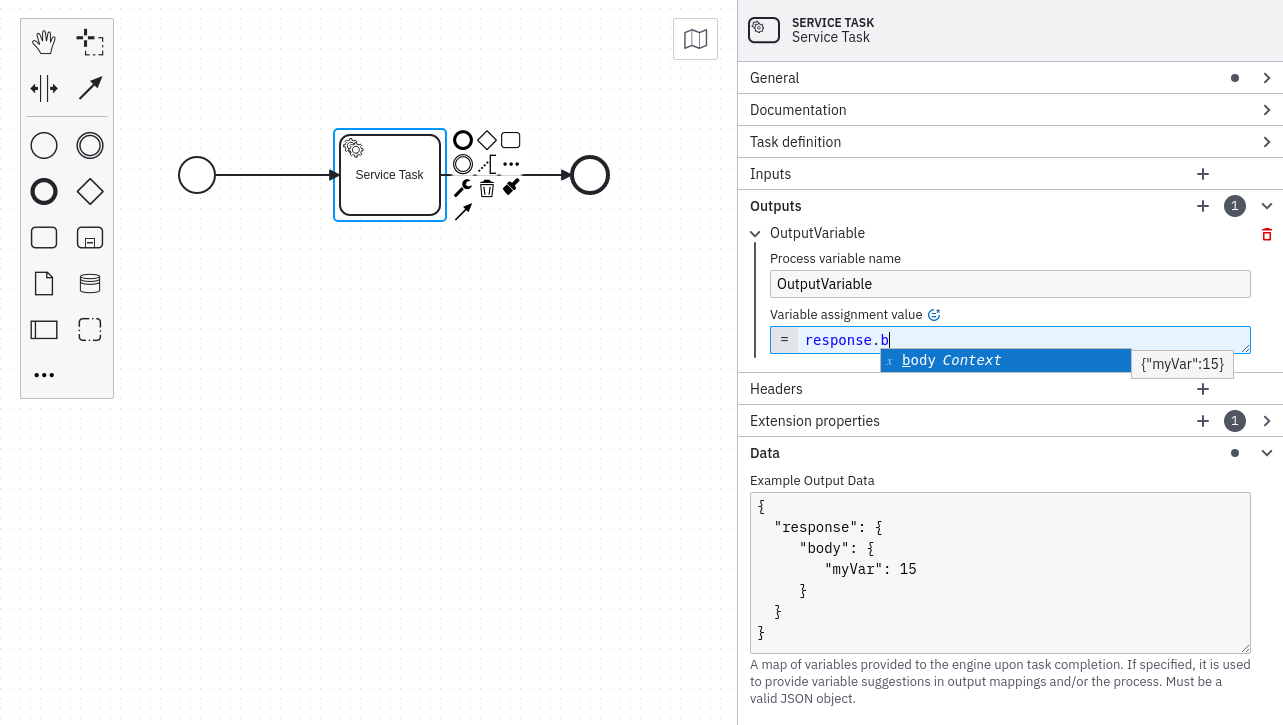 Service Task
SERVICE TASK
Service Task
General
Documentation
Task definition
Inputs
Outputs 1
OutputVariable
Process variable name
OutputVariable
Variable assignment value
= response.b
x body Context {"myVar":15}
Headers
Extension properties 1
Data
Example Output Data
{
"response": {
"body": {
"myVar": 15
}
}
}
A map of variables provided to the engine upon task completion. If specified, it is used
to provide variable suggestions in output mappings and/or the process. Must be a
valid JSON object.